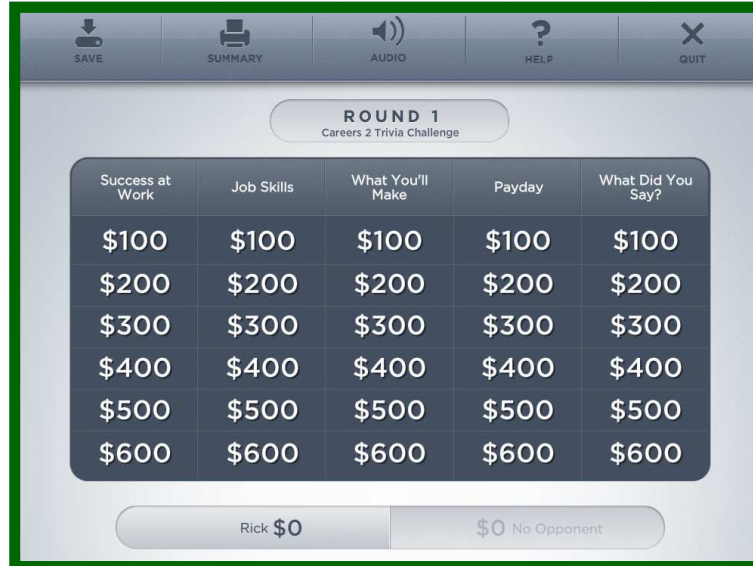 SAVE SUMMARY AUDIO HELP QUIT
ROUND 1
Careers 2 Trivia Challenge
Success at Work Job Skills What You'll Make Payday What Did You Say?
$100 $100 $100 $100 $100
$200 $200 $200 $200 $200
$300 $300 $300 $300 $300
$400 $400 $400 $400 $400
$500 $500 $500 $500 $500
$600 $600 $600 $600 $600
Rick $0 $0 No Opponent